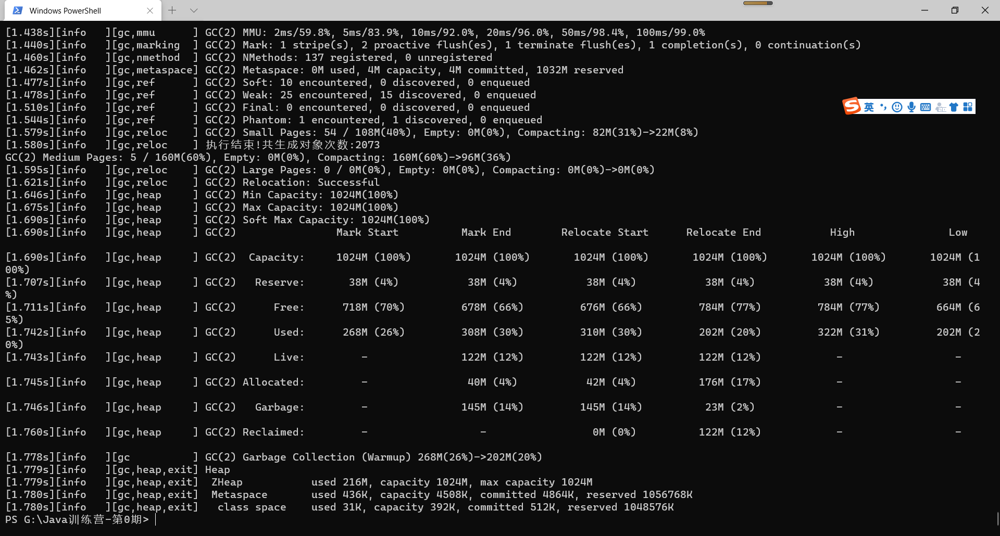 Windows PowerShell
[1.438s][info   ][gc,mmu      ] GC(2) MMU: 2ms/59.8%, 5ms/83.9%, 10ms/92.0%, 20ms/96.0%, 50ms/98.4%, 100ms/99.0%
[1.440s][info   ][gc,marking  ] GC(2) Mark: 1 stripe(s), 2 proactive flush(es), 1 terminate flush(es), 1 completion(s), 0 continuation(s)
[1.460s][info   ][gc,nmethod  ] GC(2) NMethods: 137 registered, 0 unregistered
[1.462s][info   ][gc,metaspace] GC(2) Metaspace: 0M used, 4M capacity, 4M committed, 1032M reserved
[1.477s][info   ][gc,ref      ] GC(2) Soft: 10 encountered, 0 discovered, 0 enqueued
[1.478s][info   ][gc,ref      ] GC(2) Weak: 25 encountered, 15 discovered, 0 enqueued
[1.510s][info   ][gc,ref      ] GC(2) Final: 0 encountered, 0 discovered, 0 enqueued
英
[1.544s][info   ][gc,ref      ] GC(2) Phantom: 1 encountered, 1 discovered, 0 enqueued
[1.579s][info   ][gc,reloc    ] GC(2) Small Pages: 54 / 108M(40%), Empty: 0M(0%), Compacting: 82M(31%)->22M(8%)
[1.580s][info   ][gc,reloc    ] 执行结束!共生成对象次数:2073
GC(2) Medium Pages: 5 / 160M(60%), Empty: 0M(0%), Compacting: 160M(60%)->96M(36%)
[1.595s][info   ][gc,reloc    ] GC(2) Large Pages: 0 / 0M(0%), Empty: 0M(0%), Compacting: 0M(0%)->0M(0%)
[1.621s][info   ][gc,reloc    ] GC(2) Relocation: Successful
[1.646s][info   ][gc,heap     ] GC(2) Min Capacity: 1024M(100%)
[1.675s][info   ][gc,heap     ] GC(2) Max Capacity: 1024M(100%)
[1.690s][info   ][gc,heap     ] GC(2) Soft Max Capacity: 1024M(100%)
[1.690s][info   ][gc,heap     ] GC(2)                Mark Start          Mark End        Relocate Start      Relocate End           High               Low
[1.690s][info   ][gc,heap     ] GC(2)  Capacity:     1024M (100%)       1024M (100%)       1024M (100%)       1024M (100%)       1024M (100%)       1024M (1
00%)
[1.707s][info   ][gc,heap     ] GC(2)   Reserve:       38M (4%)           38M (4%)           38M (4%)           38M (4%)           38M (4%)           38M (4
%)
[1.711s][info   ][gc,heap     ] GC(2)      Free:      718M (70%)         678M (66%)         676M (66%)         784M (77%)         784M (77%)         664M (6
5%)
[1.742s][info   ][gc,heap     ] GC(2)      Used:      268M (26%)         308M (30%)         310M (30%)         202M (20%)         322M (31%)         202M (2
0%)
[1.743s][info   ][gc,heap     ] GC(2)      Live:         -               122M (12%)         122M (12%)         122M (12%)            -                  -
[1.745s][info   ][gc,heap     ] GC(2) Allocated:         -                40M (4%)           42M (4%)          176M (17%)            -                  -
[1.746s][info   ][gc,heap     ] GC(2)   Garbage:         -               145M (14%)         145M (14%)          23M (2%)             -                  -
[1.760s][info   ][gc,heap     ] GC(2) Reclaimed:         -                  -                 0M (0%)          122M (12%)            -                  -
[1.778s][info   ][gc          ] GC(2) Garbage Collection (Warmup) 268M(26%)->202M(20%)
[1.779s][info   ][gc,heap,exit] Heap
[1.779s][info   ][gc,heap,exit]  ZHeap           used 216M, capacity 1024M, max capacity 1024M
[1.780s][info   ][gc,heap,exit]  Metaspace       used 436K, capacity 4508K, committed 4864K, reserved 1056768K
[1.780s][info   ][gc,heap,exit]   class space    used 31K, capacity 392K, committed 512K, reserved 1048576K
PS G:\Java训练营-第0期>